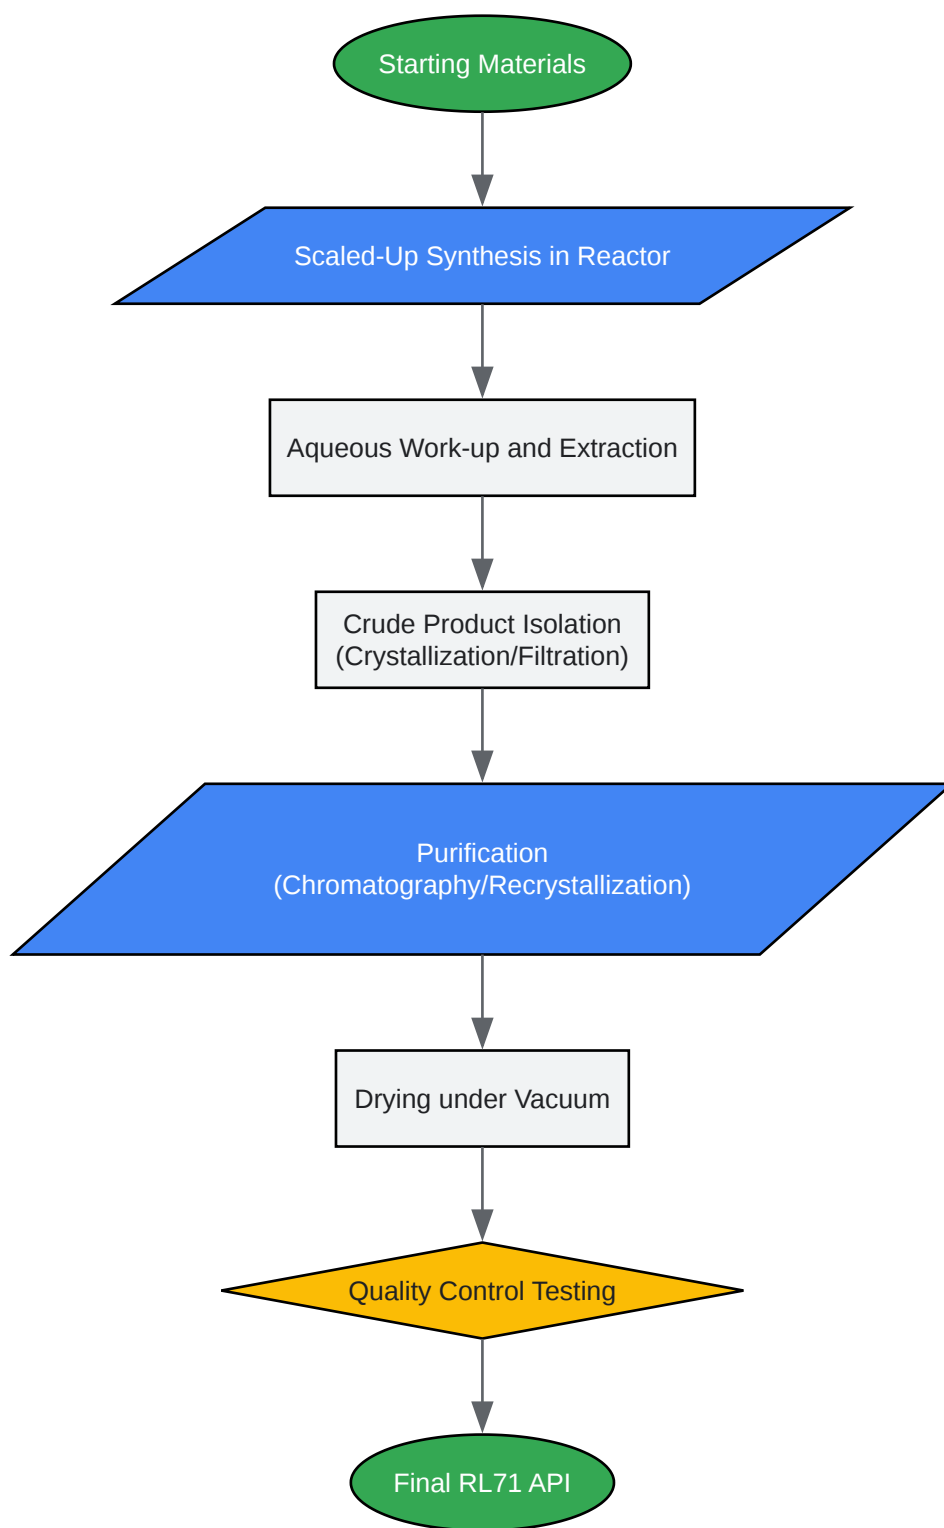 Starting Materials
Scaled-Up Synthesis in Reactor
Aqueous Work-up and Extraction
Crude Product Isolation
(Crystallization/Filtration)
Purification
(Chromatography/Recrystallization)
Drying under Vacuum
Quality Control Testing
Final RL71 API